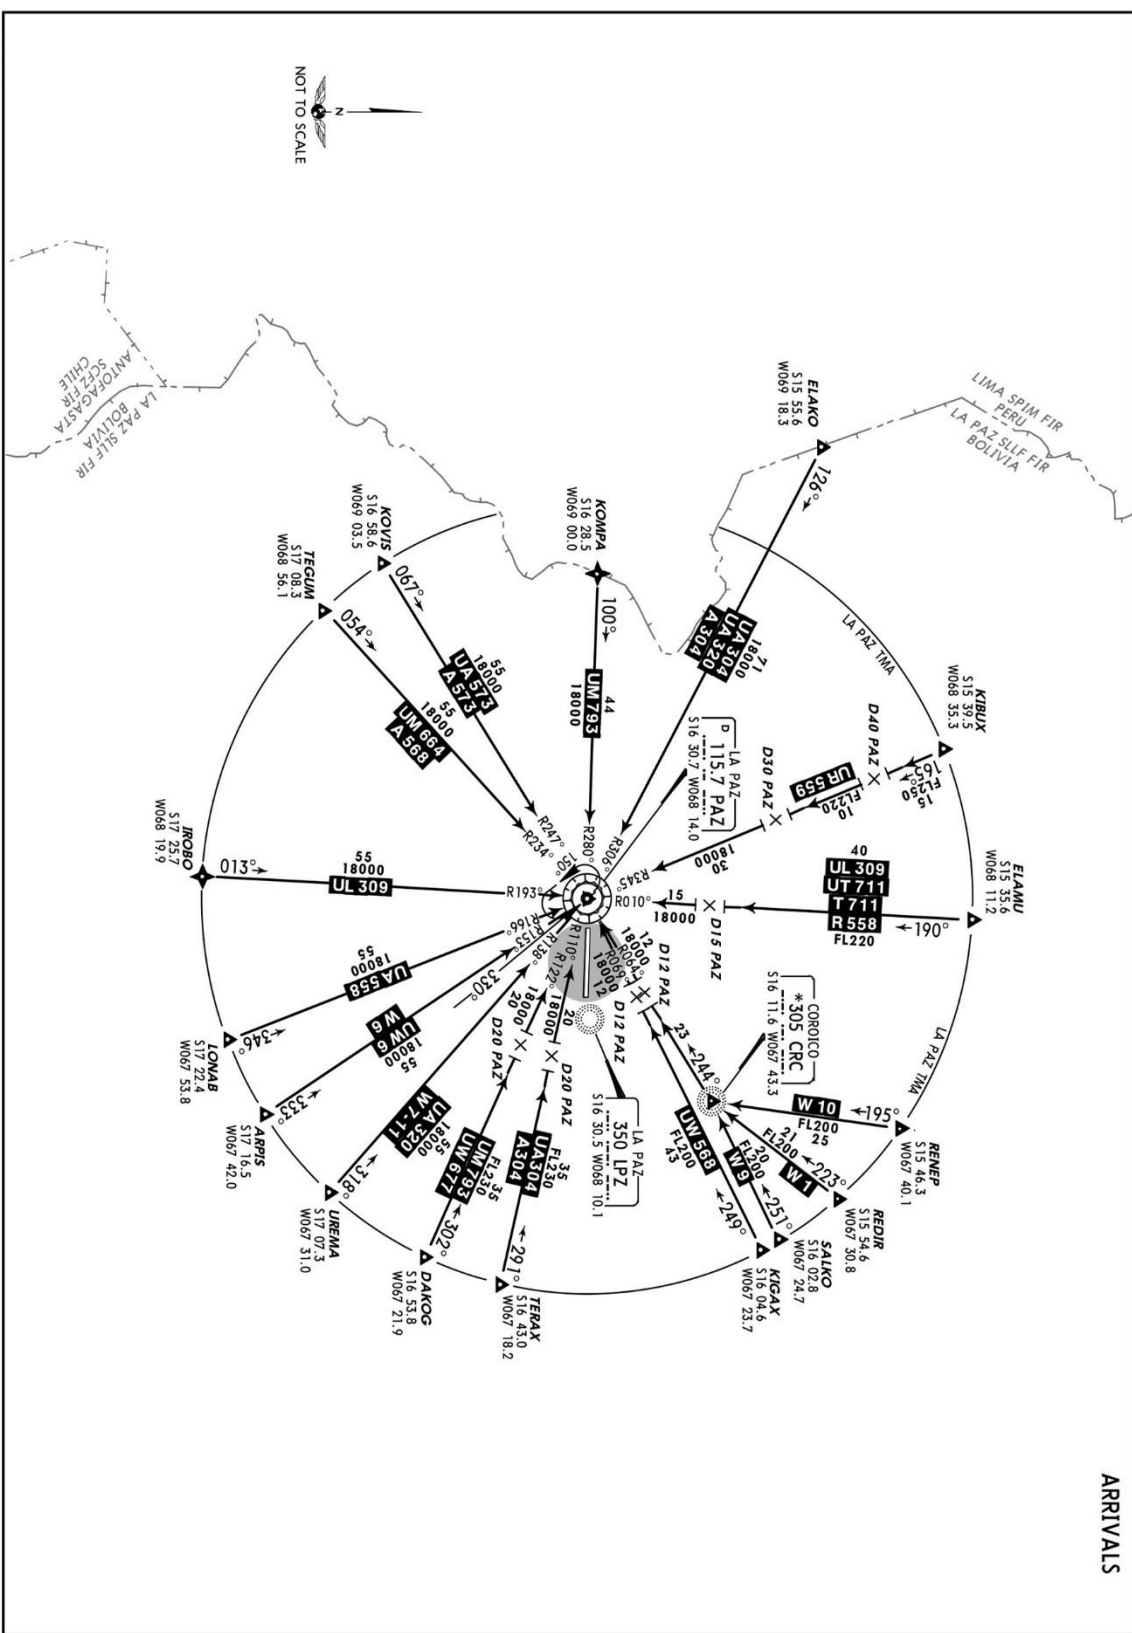 ARRIVALS
NOT TO SCALE
N
LIMA SPIM FIR
PERU
LA PAZ SLLF FIR
BOLIVIA
ANTOFAGASTA
SCFZ FIR
CHILE
LA PAZ SLLF FIR
BOLIVIA
LA PAZ TMA
LA PAZ TMA
ELAKO
S15 55.6
W069 18.3
126°
71
18000
UA 304
UA 320
A 304
R306°
KIBUX
S15 39.5
W068 35.3
165°
FL250
15
D40 PAZ
UR 559
FL220
10
D30 PAZ
30
18000
R345°
ELAMU
S15 35.6
W068 11.2
190°
40
UL 309
UT 711
T 711
R 558
FL220
D15 PAZ
15
18000
R010°
RENEP
S15 46.3
W067 40.1
195°
W 10
FL200
25
REDIR
S15 54.6
W067 30.8
223°
W 1
21
FL200
SALKO
S16 02.8
W067 24.7
251°
W 9
20
FL200
KIGAX
S16 04.6
W067 23.7
249°
UW 568
FL200
43
COROICO
*305 CRC
S16 11.6 W067 43.3
244°
23
D12 PAZ
12
18000
R064°
R069°
18000
12
D12 PAZ
LA PAZ
D 115.7 PAZ
S16 30.7 W068 14.0
LA PAZ
350 LPZ
S16 30.5 W068 10.1
TERAX
S16 43.0
W067 18.2
291°
35
FL230
UA304
A304
D20 PAZ
20
18000
R110°
DAKOG
S16 53.8
W067 21.9
302°
35
FL230
UM 793
UW 677
D20 PAZ
18000
20
R122°
UREMA
S17 07.3
W067 31.0
318°
55
18000
UA 320
W 7-11
R138°
ARPIS
S17 16.5
W067 42.0
333°
55
18000
UW 6
W 6
R153°
LONAB
S17 22.4
W067 53.8
346°
UA 558
18000
55
R166°
330°
150°
IROBO
S17 25.7
W068 19.9
013°
55
18000
UL 309
R193°
TEGUM
S17 08.3
W068 56.1
054°
55
18000
UM 664
A 568
R234°
KOVIS
S16 58.6
W069 03.5
067°
55
18000
UA 573
A 573
R247°
KOMPA
S16 28.5
W069 00.0
100°
44
UM 793
18000
R280°